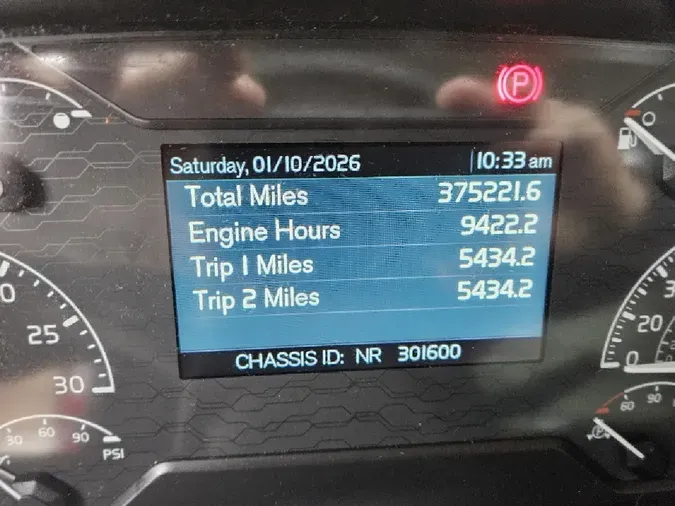 P
Saturday, 01/10/2026 10:33 am
Total Miles 375221.6
Engine Hours 9422.2
Trip 1 Miles 5434.2
Trip 2 Miles 5434.2
CHASSIS ID: NR 301600
25
30
30 60 90
PSI
20
0
60 90